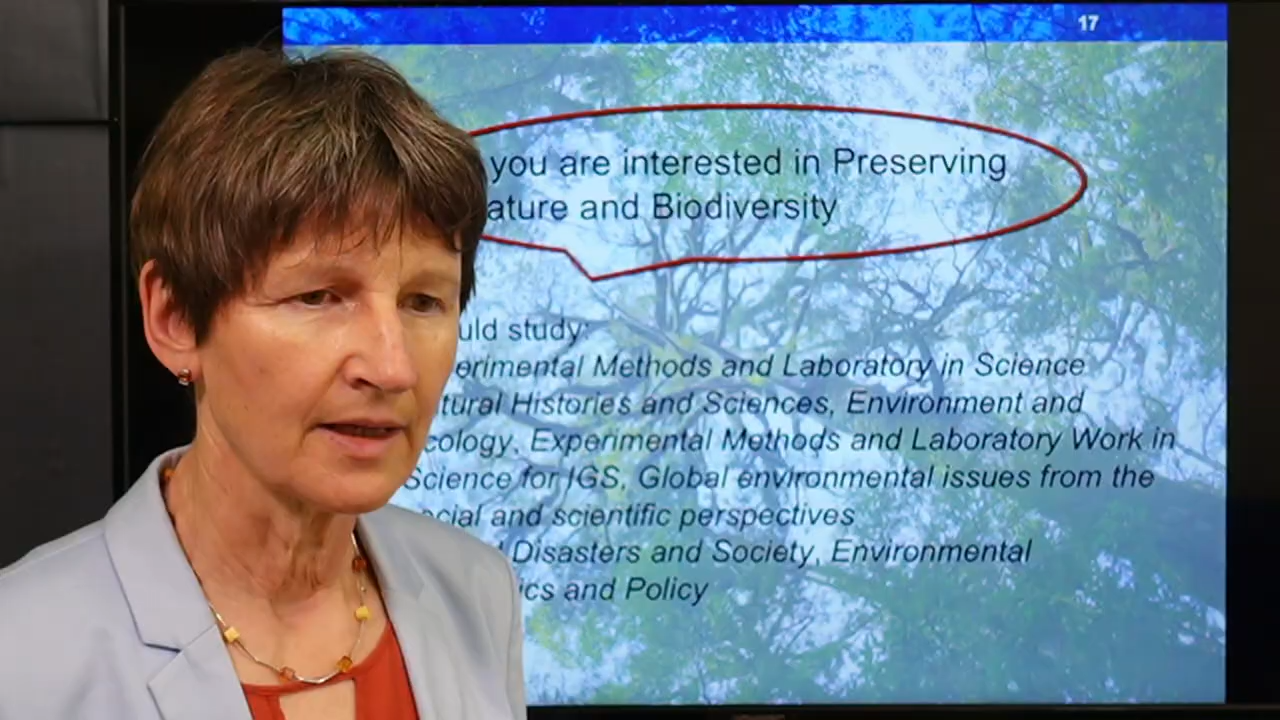 17
you are interested in Preserving
ature and Biodiversity
uld study:
erimental Methods and Laboratory in Science
tural Histories and Sciences, Environment and
cology, Experimental Methods and Laboratory Work in
Science for IGS, Global environmental issues from the
ocial and scientific perspectives
Disasters and Society, Environmental
ics and Policy